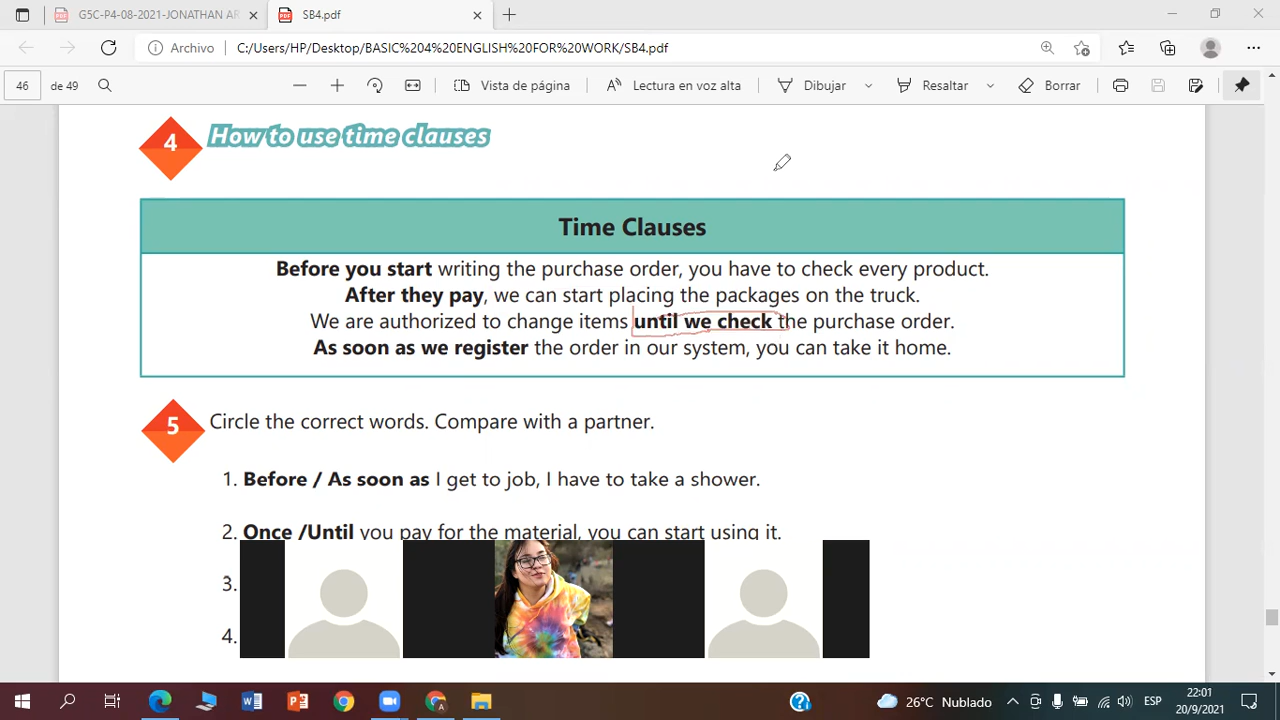 G5C-P4-08-2021-JONATHAN AR
SB4.pdf
Archivo
C:/Users/HP/Desktop/BASIC%204%20ENGLISH%20FOR%20WORK/SB4.pdf
46 de 49
Vista de página
Lectura en voz alta
Dibujar
Resaltar
Borrar
4 How to use time clauses
Time Clauses
Before you start writing the purchase order, you have to check every product.
After they pay, we can start placing the packages on the truck.
We are authorized to change items until we check the purchase order.
As soon as we register the order in our system, you can take it home.
5 Circle the correct words. Compare with a partner.
1. Before / As soon as I get to job, I have to take a shower.
2. Once /Until you pay for the material, you can start using it.
3.
4.
26°C Nublado
ESP
22:01
20/9/2021